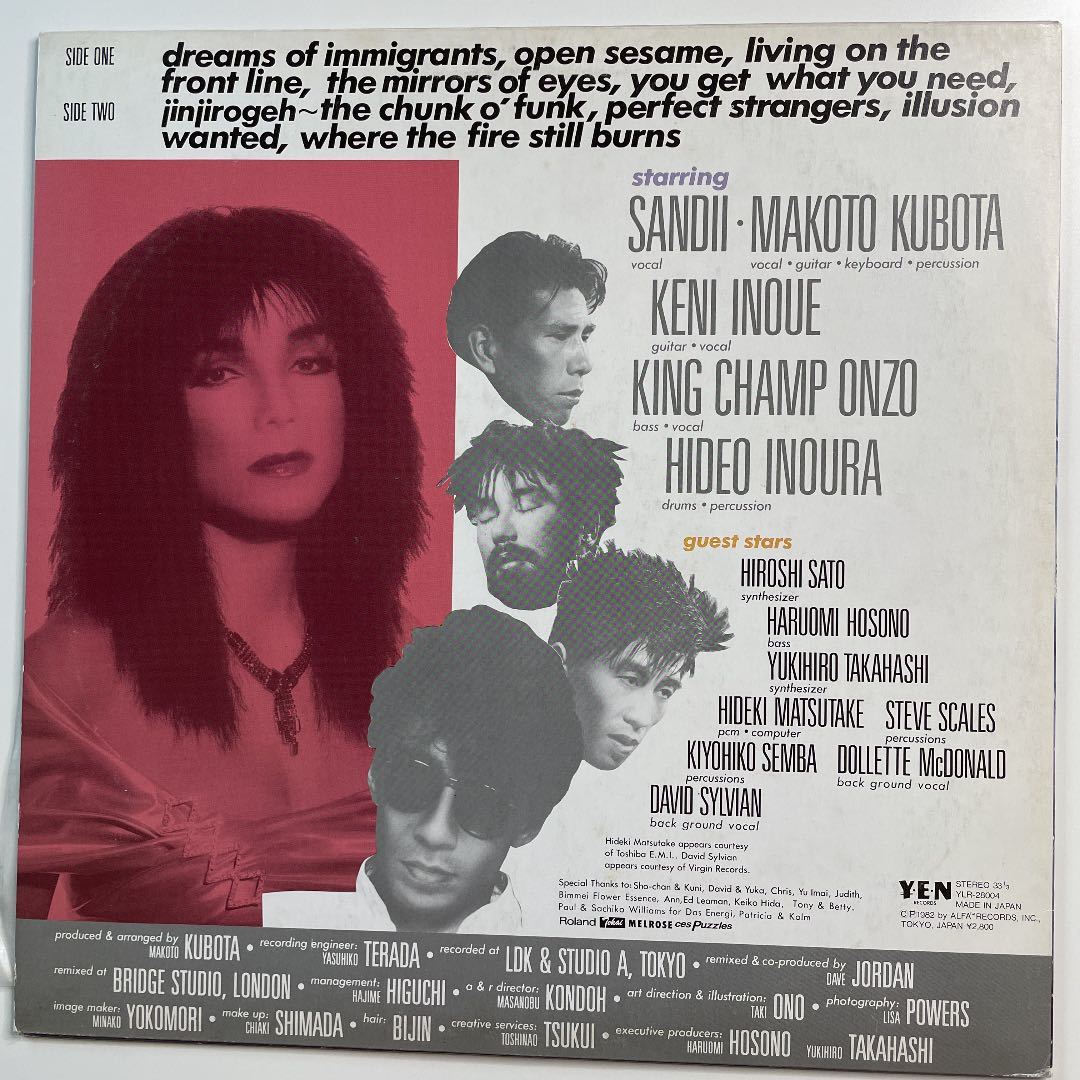 SIDE ONE
dreams of immigrants, open sesame, living on the
front line, the mirrors of eyes, you get what you need,
SIDE TWO
jinjirogeh~the chunk o' funk, perfect strangers, illusion
wanted, where the fire still burns
starring
SANDII · MAKOTO KUBOTA
vocal
vocal • guitar • keyboard • percussion
KENI INOUE
guitar • vocal
KING CHAMP ONZO
bass • vocal
HIDEO INOURA
drums • percussion
guest stars
HIROSHI SATO
synthesizer
HARUOMI HOSONO
bass
YUKIHIRO TAKAHASHI
synthesizer
HIDEKI MATSUTAKE
pcm • computer
STEVE SCALES
percussions
KIYOHIKO SEMBA
percussions
DOLLETTE McDONALD
back ground vocal
DAVID SYLVIAN
back ground vocal
Hideki Matsutake appears courtesy
of Toshiba E.M.I., David Sylvian
appears courtesy of Virgin Records.
Special Thanks to: Sho-chan & Kuni, David & Yuka, Chris, Yu Imai, Judith,
Bimmei Flower Essence, Ann, Ed Leaman, Keiko Hida, Tony & Betty,
Paul & Sachiko Williams for Das Energi, Patricia & Kalm
Roland Tokai MELROSE ces Puzzles
Y.E.N
RECORDS
STEREO 33⅓
YLR-28004
MADE IN JAPAN
©℗1982 by ALFA RECORDS, INC.,
TOKYO, JAPAN ¥2,800
produced & arranged by MAKOTO KUBOTA • recording engineer: YASUHIKO TERADA • recorded at LDK & STUDIO A, TOKYO • remixed & co-produced by DAVE JORDAN
remixed at BRIDGE STUDIO, LONDON • management: HAJIME HIGUCHI • a & r director: MASANOBU KONDOH • art direction & illustration: TAKI ONO • photography: LISA POWERS
image maker: MINAKO YOKOMORI • make up: CHIAKI SHIMADA • hair: BIJIN • creative services: TOSHINAO TSUKUI • executive producers: HARUOMI HOSONO YUKIHIRO TAKAHASHI